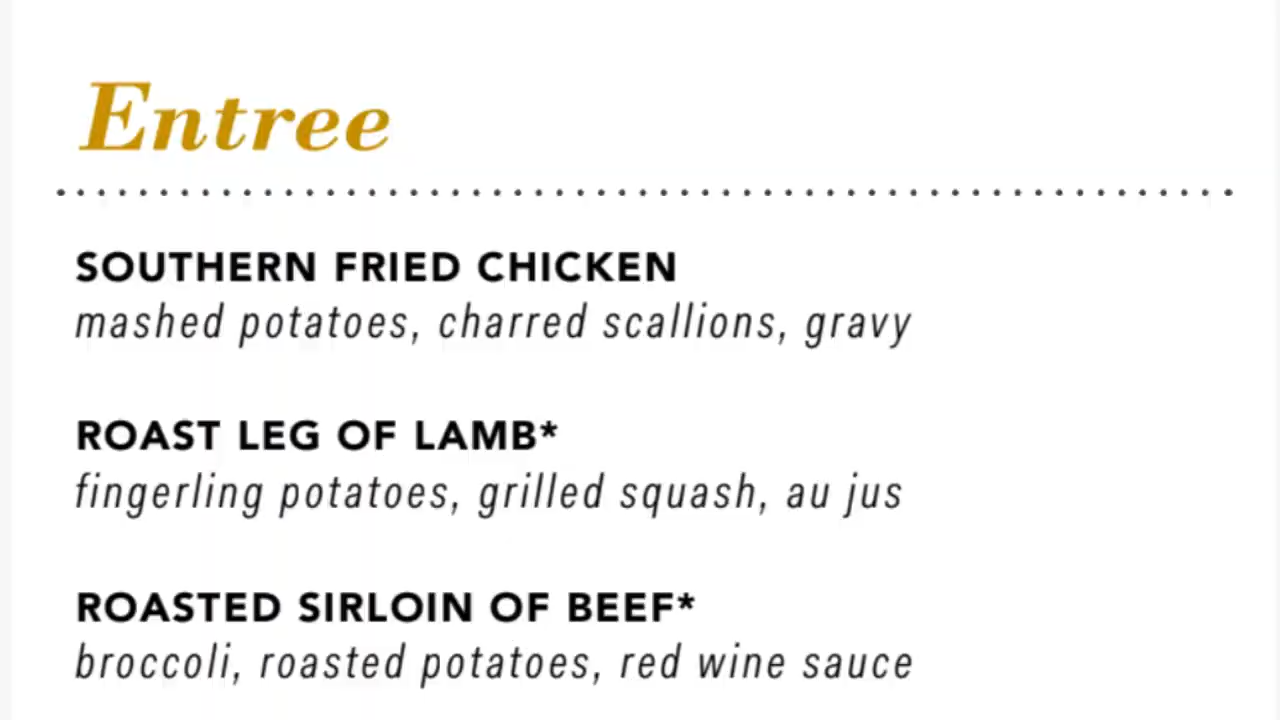 Entree
SOUTHERN FRIED CHICKEN
mashed potatoes, charred scallions, gravy
ROAST LEG OF LAMB*
fingerling potatoes, grilled squash, au jus
ROASTED SIRLOIN OF BEEF*
broccoli, roasted potatoes, red wine sauce